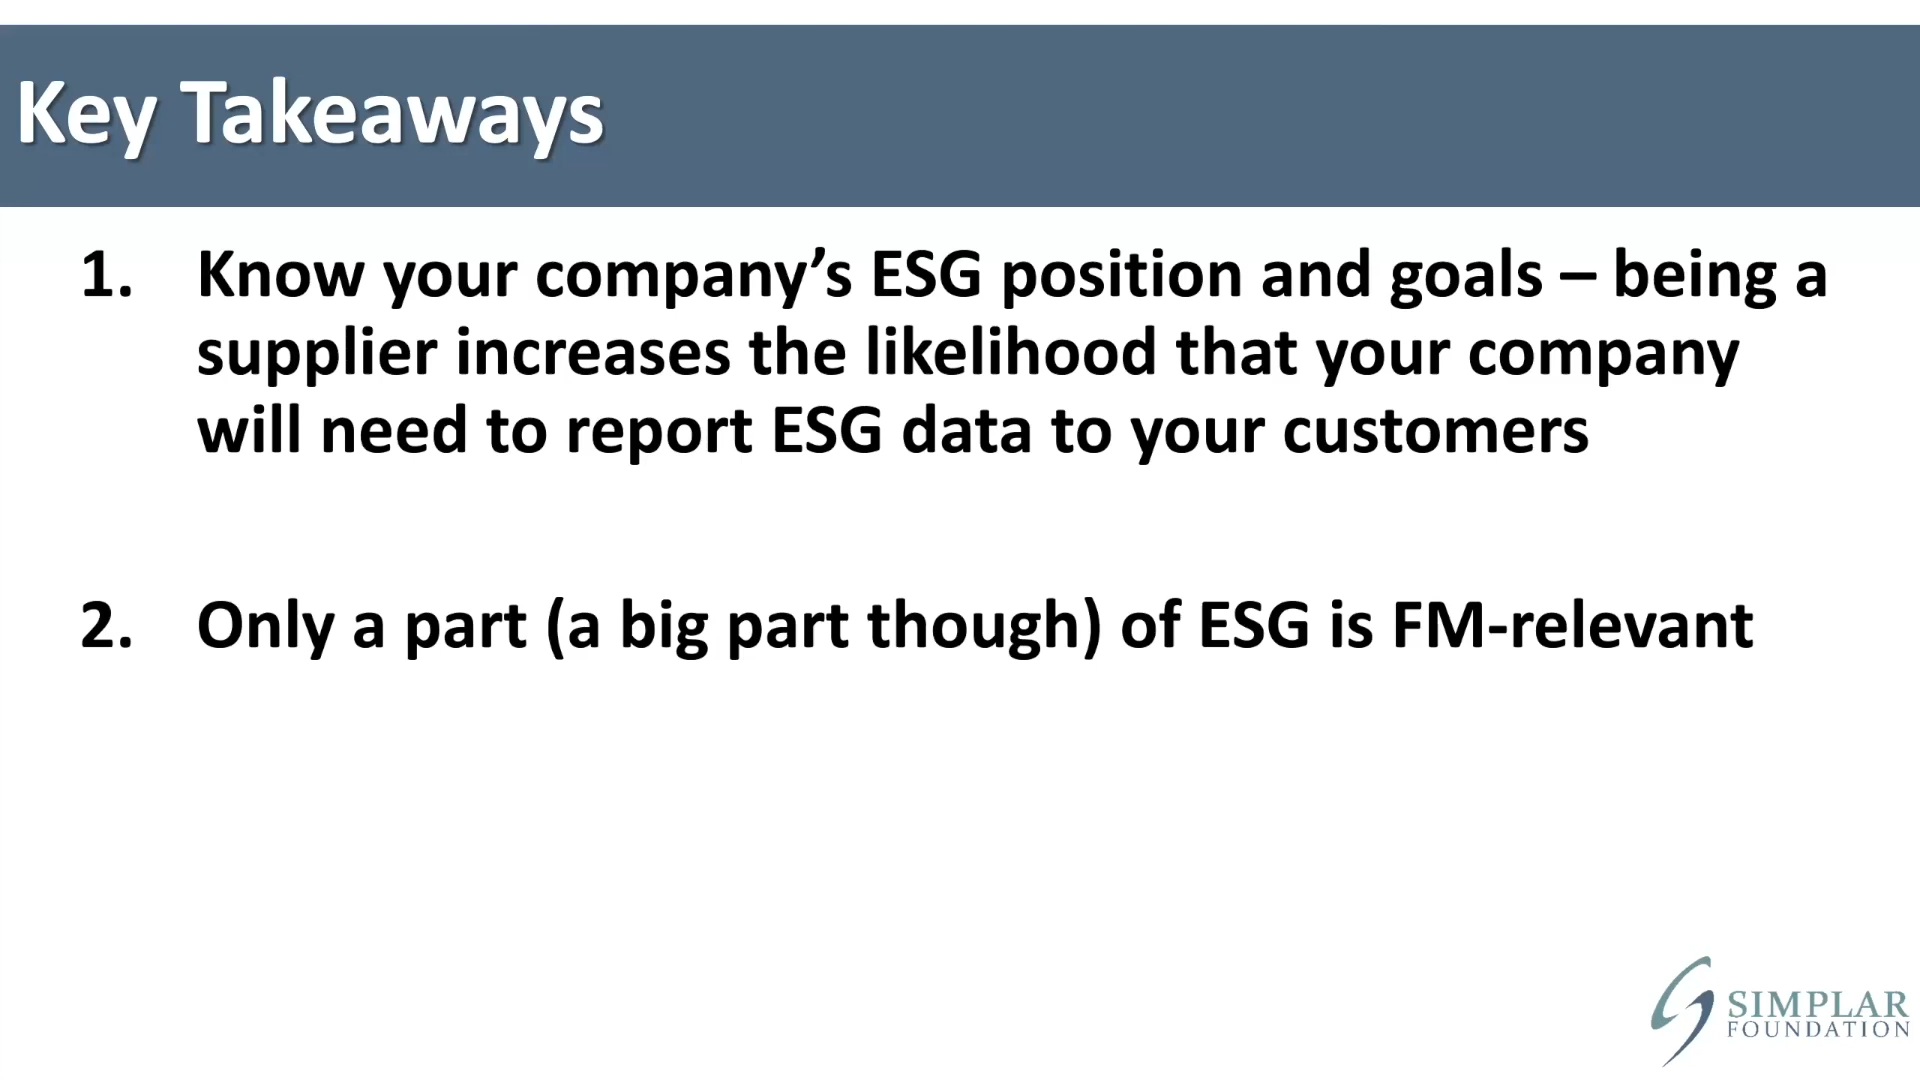 Key Takeaways
1. Know your company’s ESG position and goals – being a
supplier increases the likelihood that your company
will need to report ESG data to your customers
2. Only a part (a big part though) of ESG is FM-relevant
SIMPLAR
FOUNDATION